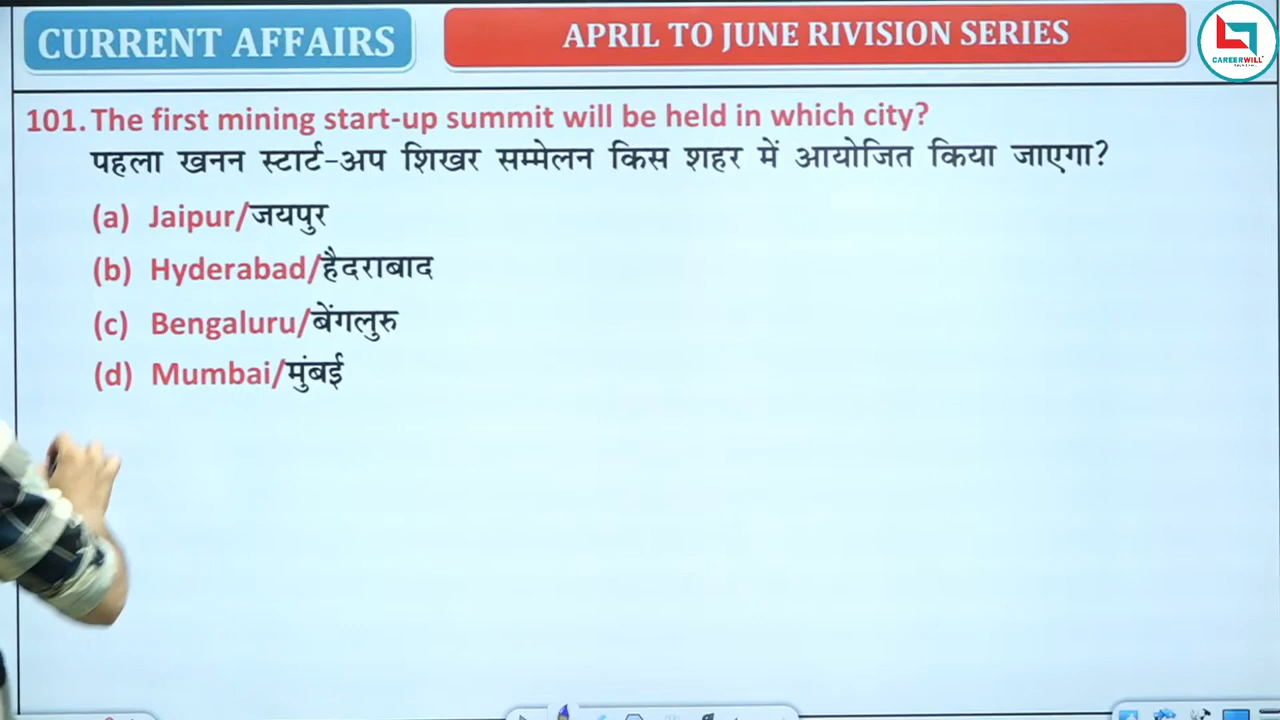 CURRENT AFFAIRS
APRIL TO JUNE RIVISION SERIES
CAREERWILL
101. The first mining start-up summit will be held in which city?
पहला खनन स्टार्ट-अप शिखर सम्मेलन किस शहर में आयोजित किया जाएगा?
(a) Jaipur/जयपुर
(b) Hyderabad/हैदराबाद
(c) Bengaluru/बेंगलुरु
(d) Mumbai/मुंबई